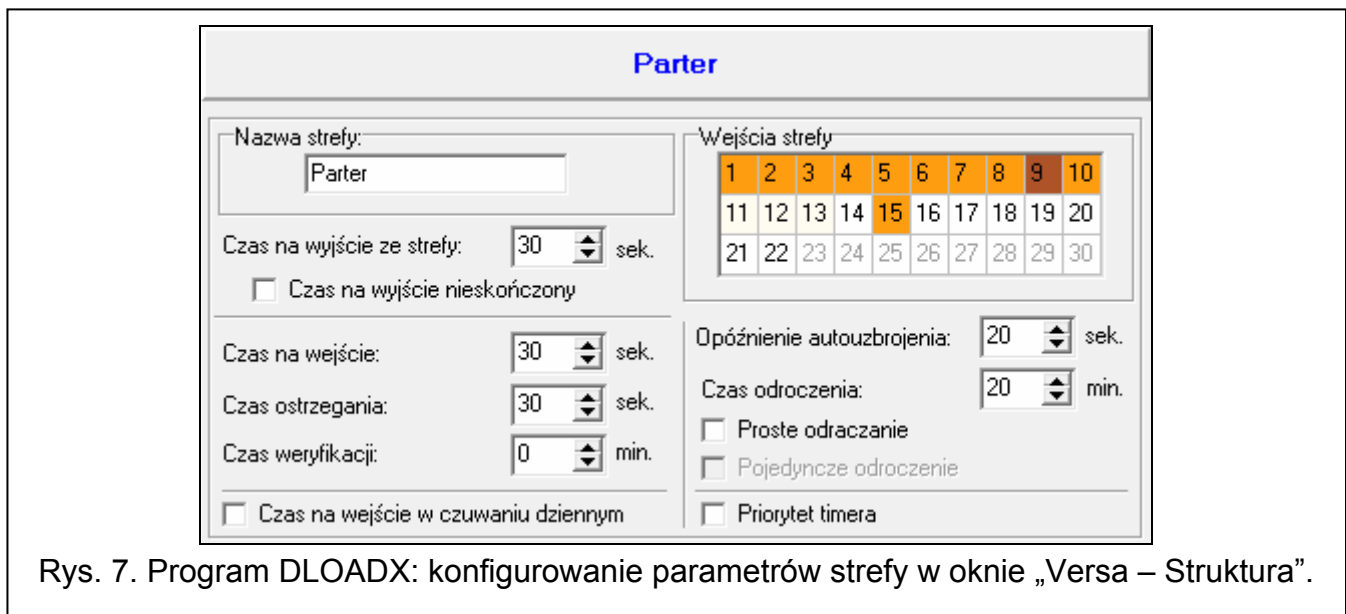 Parter
Nazwa strefy:
Parter
Czas na wyjście ze strefy: 30 sek.
Czas na wyjście nieskończony
Czas na wejście: 30 sek.
Czas ostrzegania: 30 sek.
Czas weryfikacji: 0 min.
Czas na wejście w czuwaniu dziennym
Wejścia strefy
1 2 3 4 5 6 7 8 9 10
11 12 13 14 15 16 17 18 19 20
21 22 23 24 25 26 27 28 29 30
Opóźnienie autouzbrojenia: 20 sek.
Czas odroczenia: 20 min.
Proste odraczanie
Pojedyncze odroczenie
Priorytet timera
Rys. 7. Program DLOADX: konfigurowanie parametrów strefy w oknie „Versa – Struktura”.